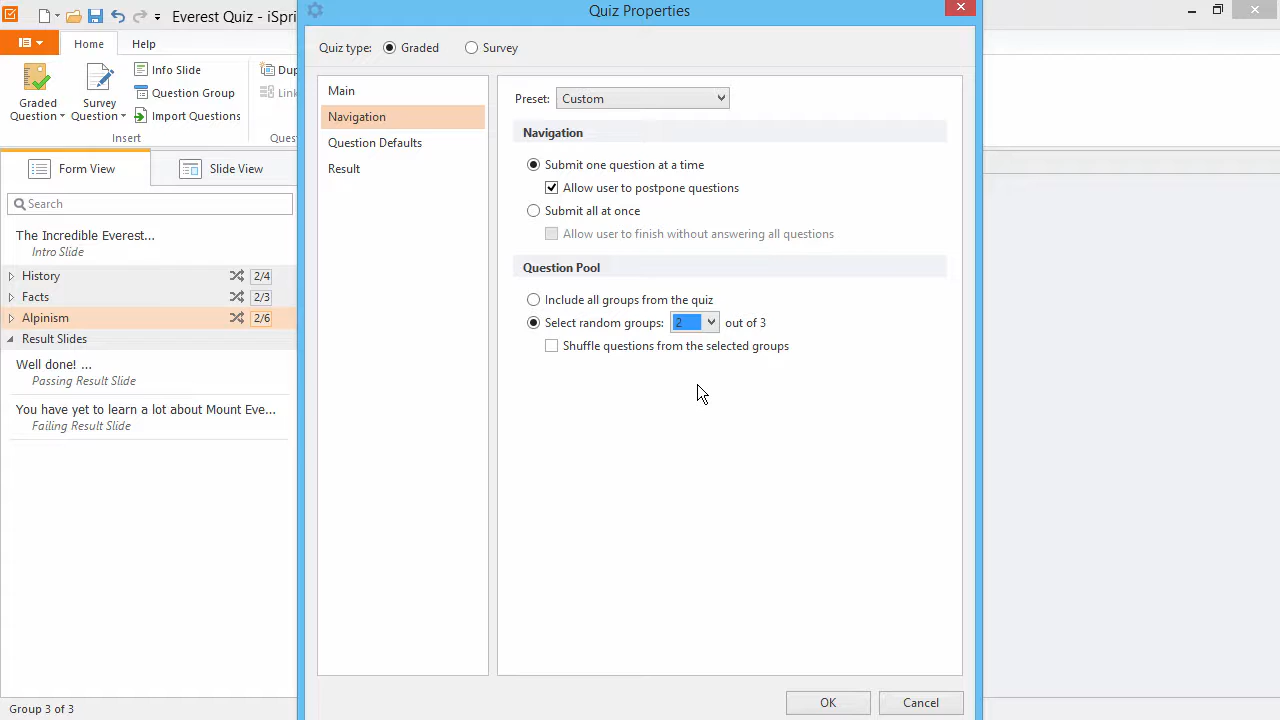 Everest Quiz - iSpri
Quiz Properties
Home
Help
Quiz type:
Graded
Survey
Graded
Question
Survey
Question
Info Slide
Question Group
Import Questions
Insert
Dup
Link
Quest
Form View
Slide View
Search
The Incredible Everest...
Intro Slide
History
2/4
Facts
2/3
Alpinism
2/6
Result Slides
Well done! ...
Passing Result Slide
You have yet to learn a lot about Mount Eve...
Failing Result Slide
Group 3 of 3
Main
Navigation
Question Defaults
Result
Preset:
Custom
Navigation
Submit one question at a time
Allow user to postpone questions
Submit all at once
Allow user to finish without answering all questions
Question Pool
Include all groups from the quiz
Select random groups:
2
out of 3
Shuffle questions from the selected groups
OK
Cancel